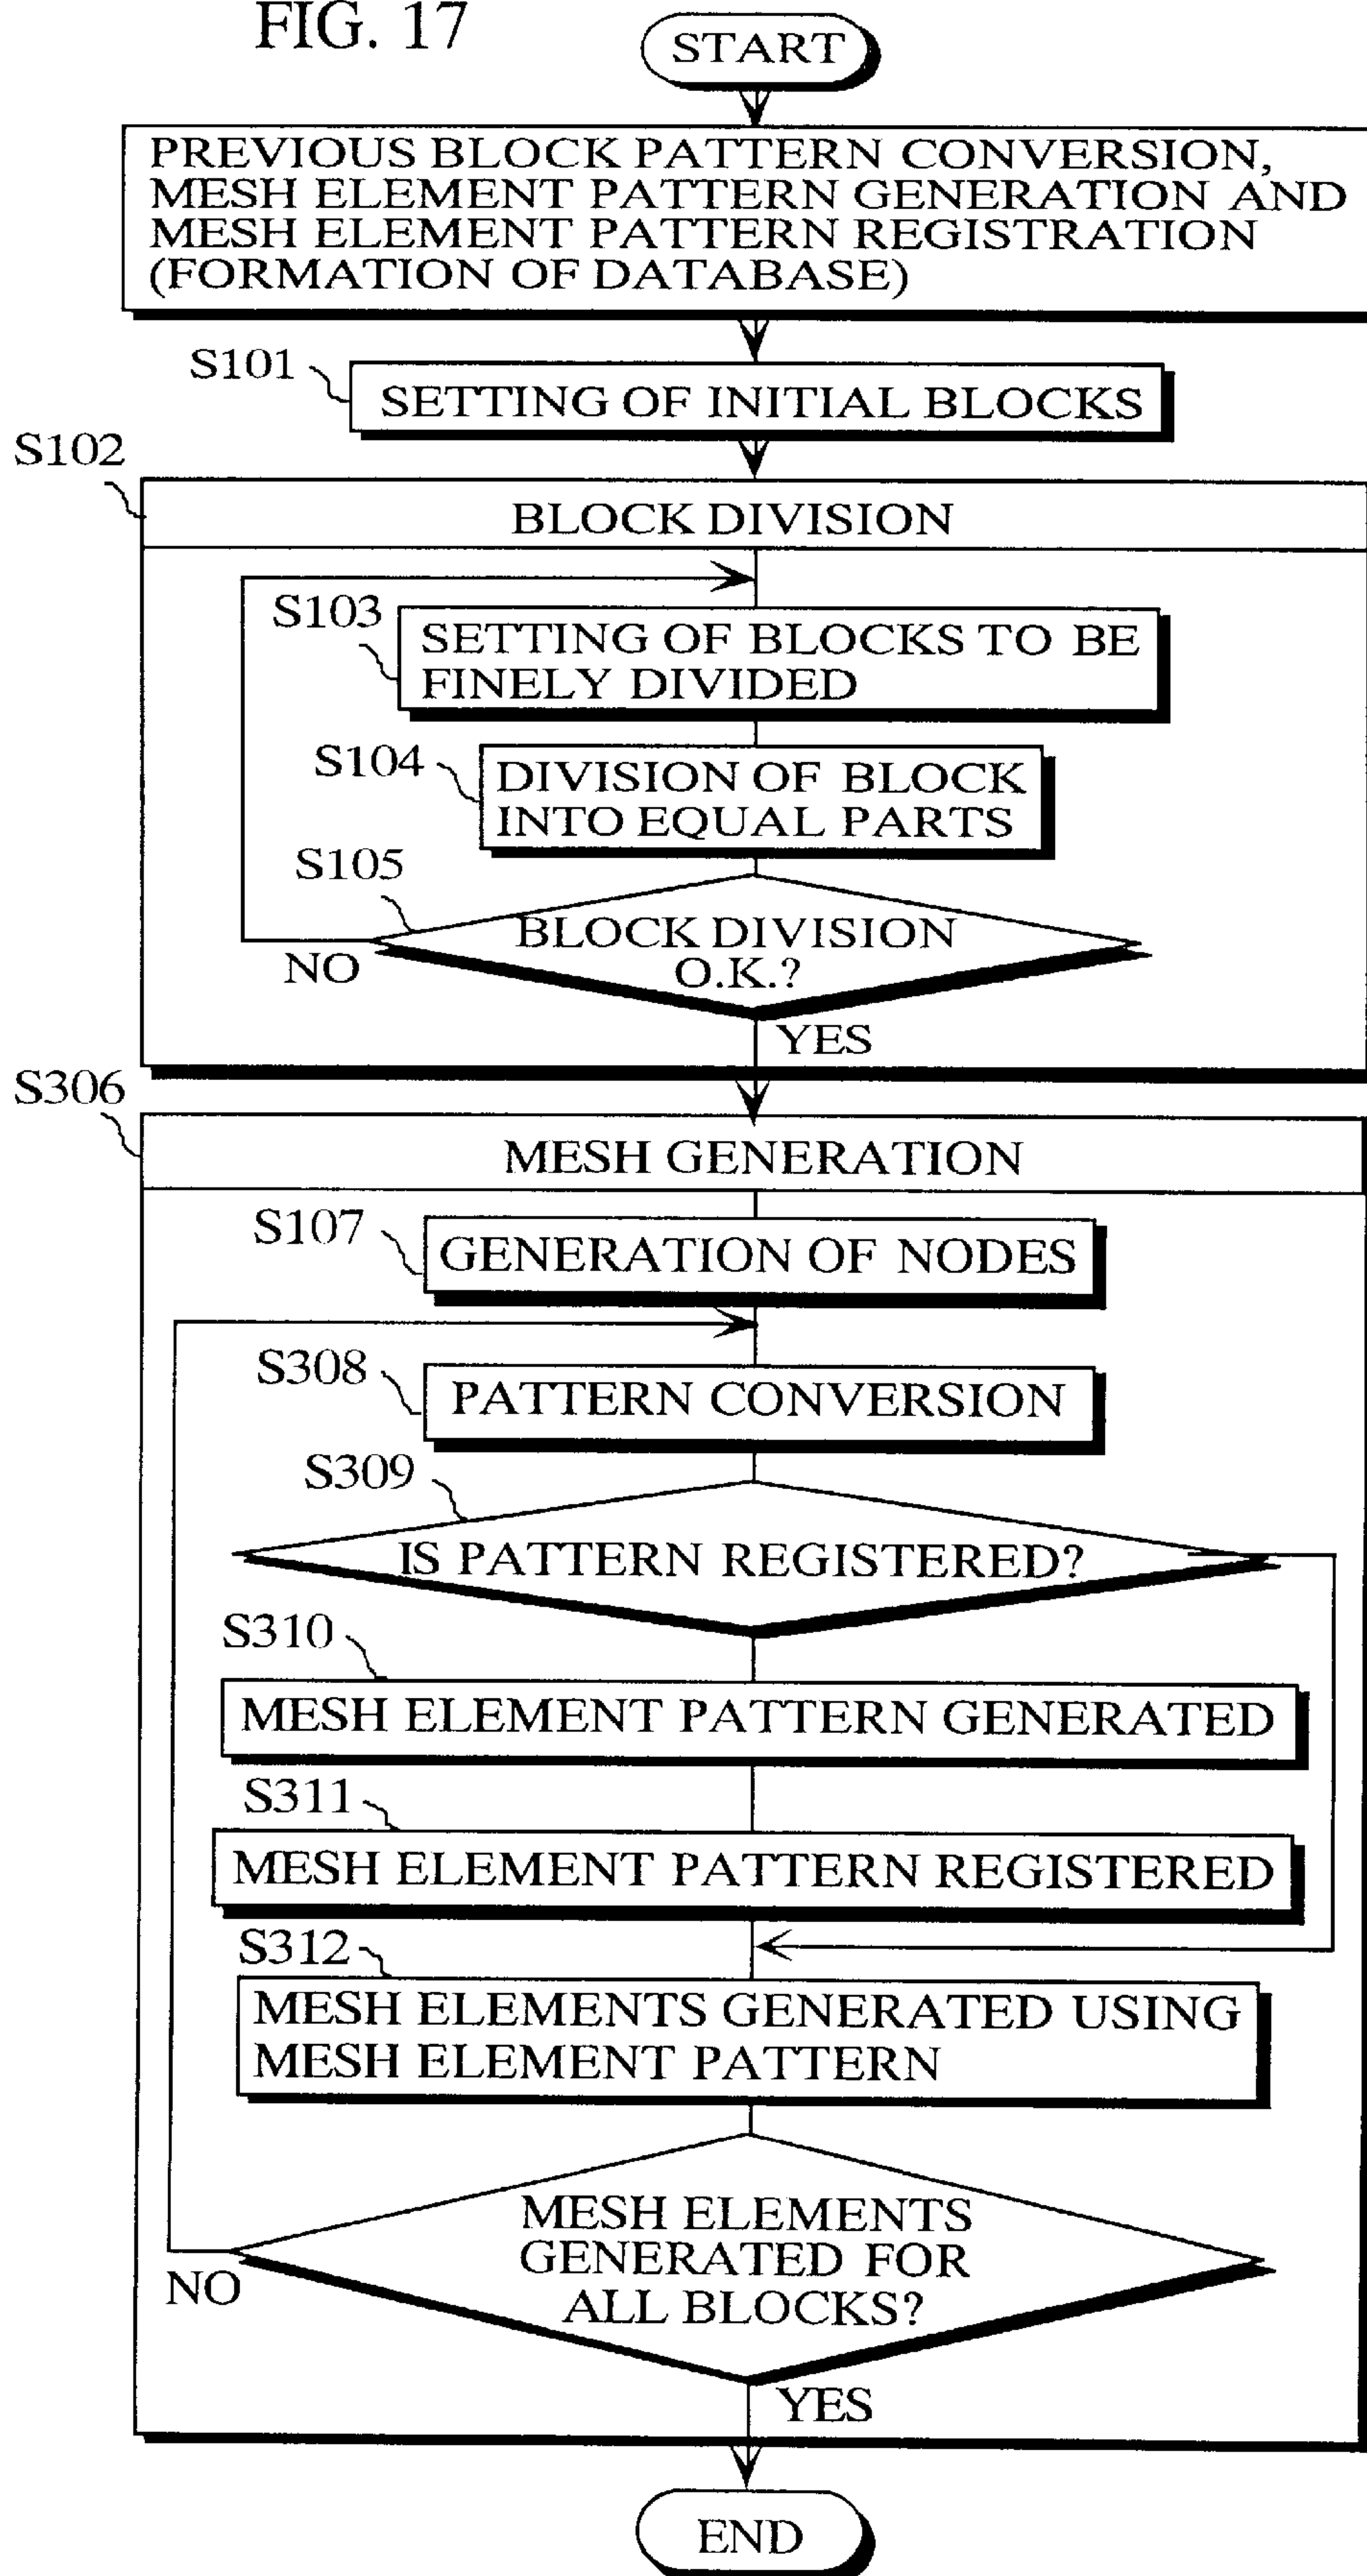 FIG. 17
START
PREVIOUS BLOCK PATTERN CONVERSION,
MESH ELEMENT PATTERN GENERATION AND
MESH ELEMENT PATTERN REGISTRATION
(FORMATION OF DATABASE)
S101
SETTING OF INITIAL BLOCKS
S102
BLOCK DIVISION
S103
SETTING OF BLOCKS TO BE
FINELY DIVIDED
S104
DIVISION OF BLOCK
INTO EQUAL PARTS
S105
BLOCK DIVISION
O.K.?
NO
YES
S306
MESH GENERATION
S107
GENERATION OF NODES
S308
PATTERN CONVERSION
S309
IS PATTERN REGISTERED?
S310
MESH ELEMENT PATTERN GENERATED
S311
MESH ELEMENT PATTERN REGISTERED
S312
MESH ELEMENTS GENERATED USING
MESH ELEMENT PATTERN
MESH ELEMENTS
GENERATED FOR
ALL BLOCKS?
NO
YES
END